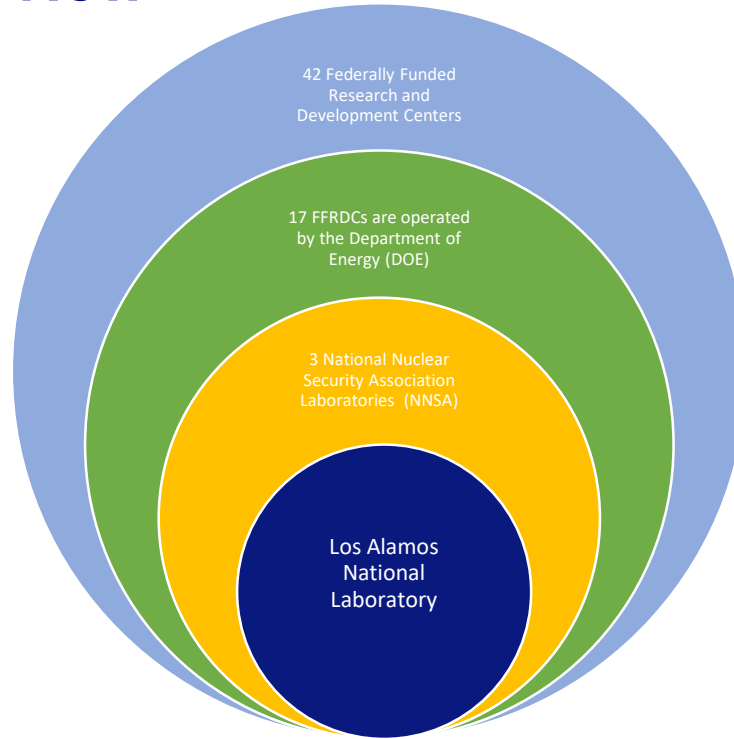 42 Federally Funded
Research and
Development Centers
17 FFRDCs are operated
by the Department of
Energy (DOE)
3 National Nuclear
Security Association
Laboratories (NNSA)
Los Alamos
National
Laboratory